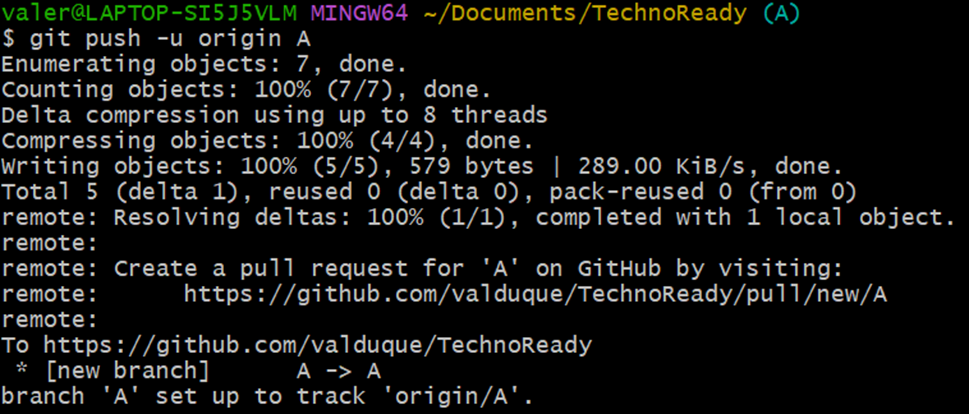 valer@LAPTOP-SI5J5VLM MINGW64 ~/Documents/TechnoReady (A)
$ git push -u origin A
Enumerating objects: 7, done.
Counting objects: 100% (7/7), done.
Delta compression using up to 8 threads
Compressing objects: 100% (4/4), done.
Writing objects: 100% (5/5), 579 bytes | 289.00 KiB/s, done.
Total 5 (delta 1), reused 0 (delta 0), pack-reused 0 (from 0)
remote: Resolving deltas: 100% (1/1), completed with 1 local object.
remote:
remote: Create a pull request for 'A' on GitHub by visiting:
remote:      https://github.com/valduque/TechnoReady/pull/new/A
remote:
To https://github.com/valduque/TechnoReady
 * [new branch]      A -> A
branch 'A' set up to track 'origin/A'.